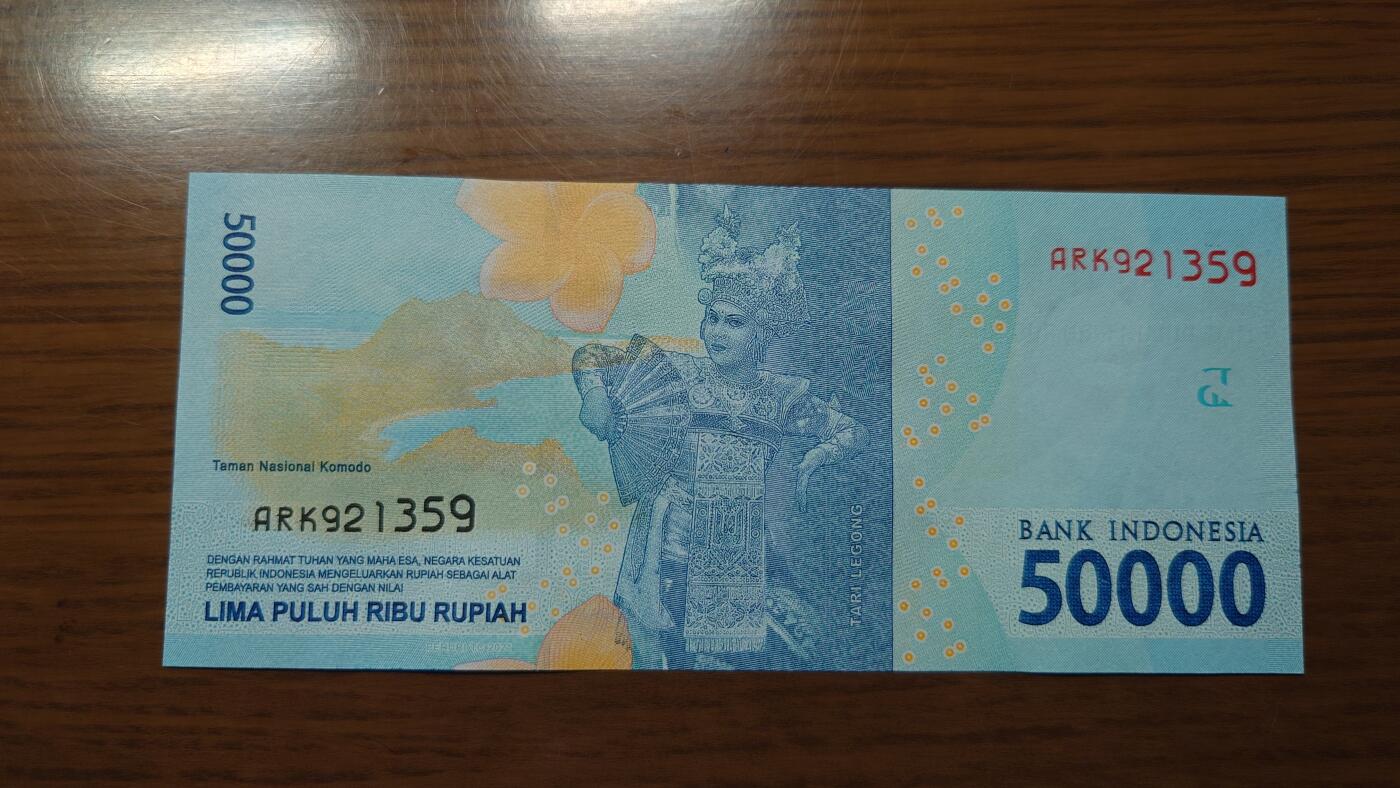 50000
ARK921359
Taman Nasional Komodo
ARK921359
DENGAN RAHMAT TUHAN YANG MAHA ESA, NEGARA KESATUAN
REPUBLIK INDONESIA MENGELUARKAN RUPIAH SEBAGAI ALAT
PEMBAYARAN YANG SAH DENGAN NILAI
LIMA PULUH RIBU RUPIAH
TARI LEGONG
BANK INDONESIA
50000